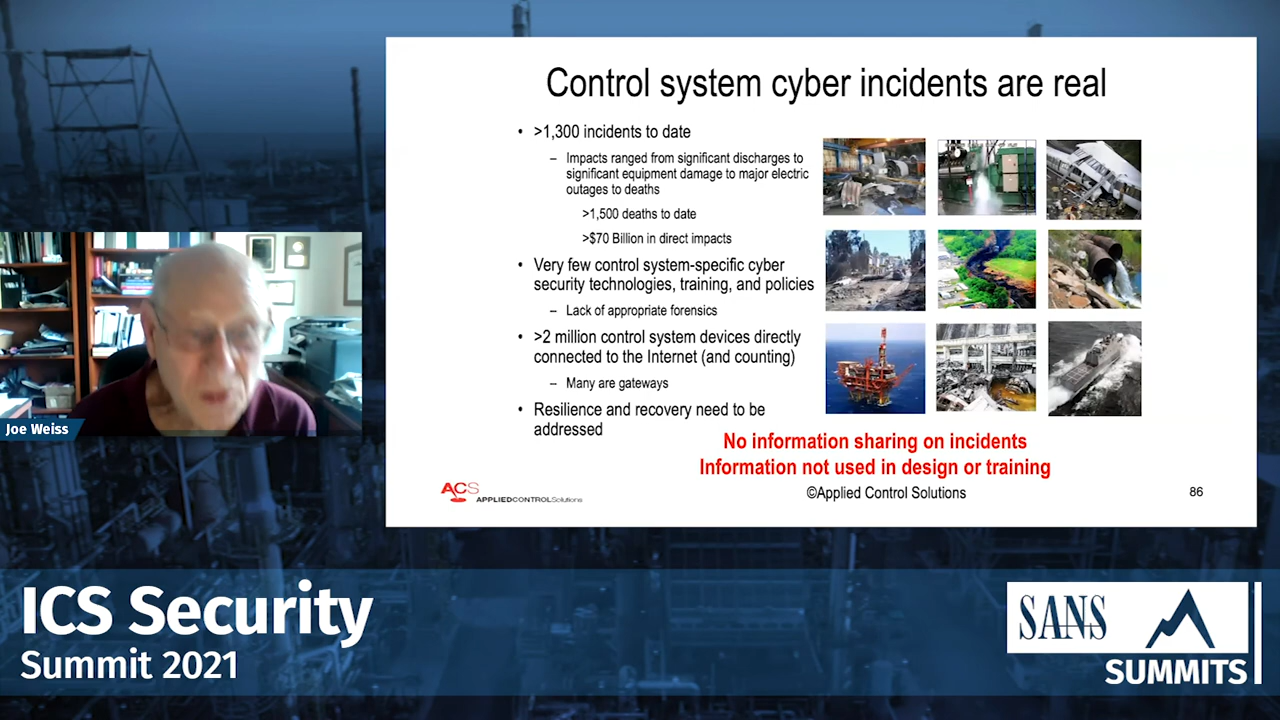 Control system cyber incidents are real
• >1,300 incidents to date
– Impacts ranged from significant discharges to
significant equipment damage to major electric
outages to deaths
>1,500 deaths to date
>$70 Billion in direct impacts
• Very few control system-specific cyber
security technologies, training, and policies
– Lack of appropriate forensics
• >2 million control system devices directly
connected to the Internet (and counting)
– Many are gateways
• Resilience and recovery need to be
addressed
No information sharing on incidents
Information not used in design or training
ACS APPLIEDCONTROLSolutions
©Applied Control Solutions
86
Joe Weiss
ICS Security
Summit 2021
SANS
SUMMITS